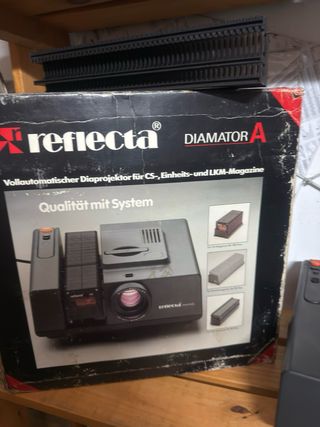 reflecta®
DIAMATOR A
Vollautomatischer Diaprojektor für CS-, Einheits- und LKM-Magazine
Qualität mit System
reflecta